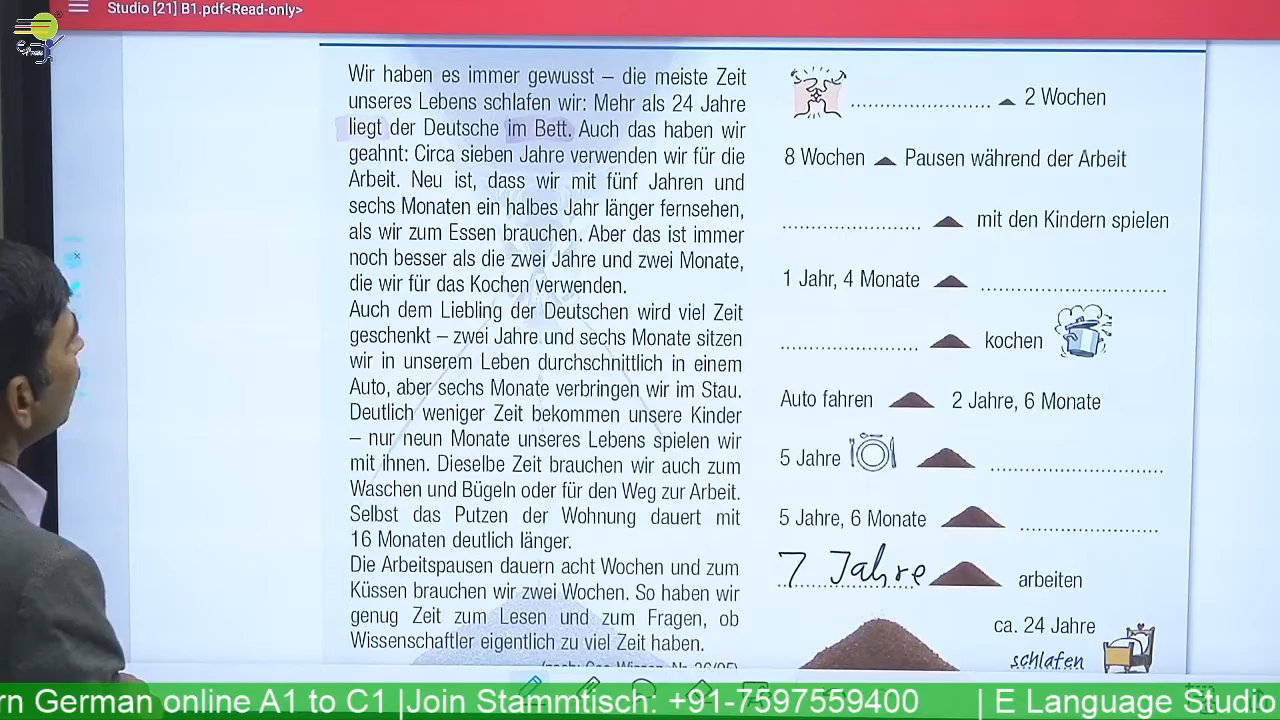 Studio [21] B1.pdf<Read-only>
Wir haben es immer gewusst – die meiste Zeit
unseres Lebens schlafen wir: Mehr als 24 Jahre
liegt der Deutsche im Bett. Auch das haben wir
geahnt: Circa sieben Jahre verwenden wir für die
Arbeit. Neu ist, dass wir mit fünf Jahren und
sechs Monaten ein halbes Jahr länger fernsehen,
als wir zum Essen brauchen. Aber das ist immer
noch besser als die zwei Jahre und zwei Monate,
die wir für das Kochen verwenden.
Auch dem Liebling der Deutschen wird viel Zeit
geschenkt – zwei Jahre und sechs Monate sitzen
wir in unserem Leben durchschnittlich in einem
Auto, aber sechs Monate verbringen wir im Stau.
Deutlich weniger Zeit bekommen unsere Kinder
– nur neun Monate unseres Lebens spielen wir
mit ihnen. Dieselbe Zeit brauchen wir auch zum
Waschen und Bügeln oder für den Weg zur Arbeit.
Selbst das Putzen der Wohnung dauert mit
16 Monaten deutlich länger.
Die Arbeitspausen dauern acht Wochen und zum
Küssen brauchen wir zwei Wochen. So haben wir
genug Zeit zum Lesen und zum Fragen, ob
Wissenschaftler eigentlich zu viel Zeit haben.
........................ 2 Wochen
8 Wochen Pausen während der Arbeit
........................ mit den Kindern spielen
1 Jahr, 4 Monate ........................
........................ kochen
Auto fahren 2 Jahre, 6 Monate
5 Jahre ........................
5 Jahre, 6 Monate ........................
7 Jahre arbeiten
ca. 24 Jahre
schlafen
rn German online A1 to C1 |Join Stammtisch: +91-7597559400 | E Language Studio